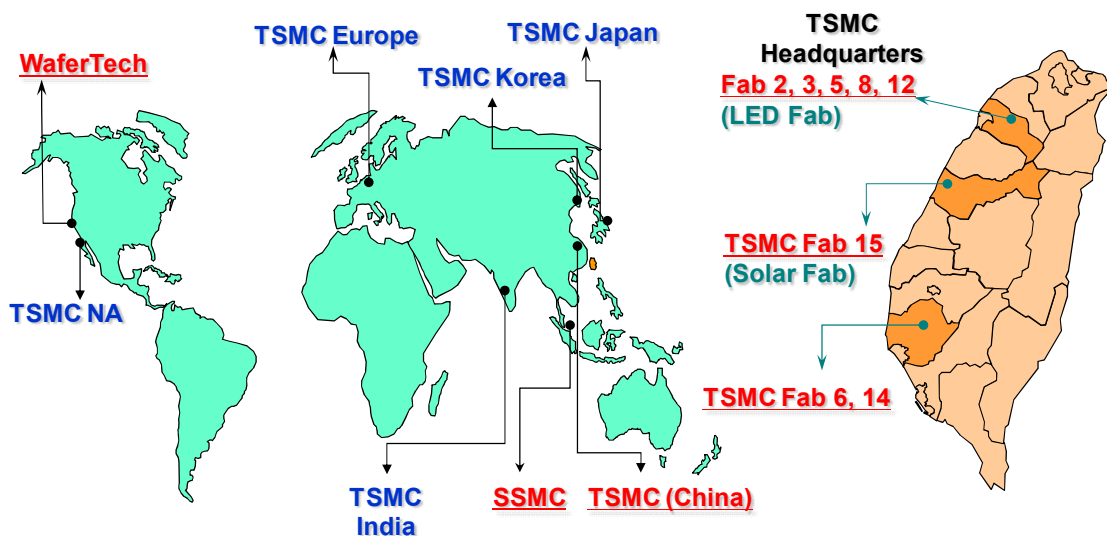 WaferTech
TSMC Europe
TSMC Japan
TSMC Korea
TSMC NA
TSMC
India
SSMC
TSMC (China)
TSMC
Headquarters
Fab 2, 3, 5, 8, 12
(LED Fab)
TSMC Fab 15
(Solar Fab)
TSMC Fab 6, 14